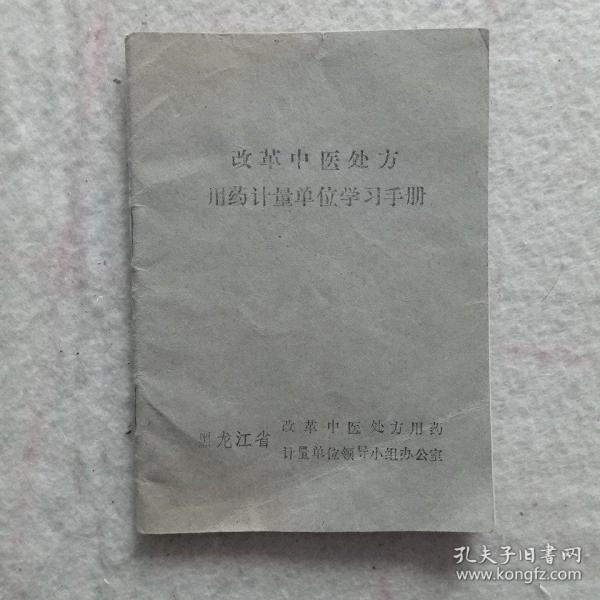 改革中医处方
用药计量单位学习手册
黑龙江省
改革中医处方用药
计量单位领导小组办公室
孔夫子旧書网
www.kongfz.com